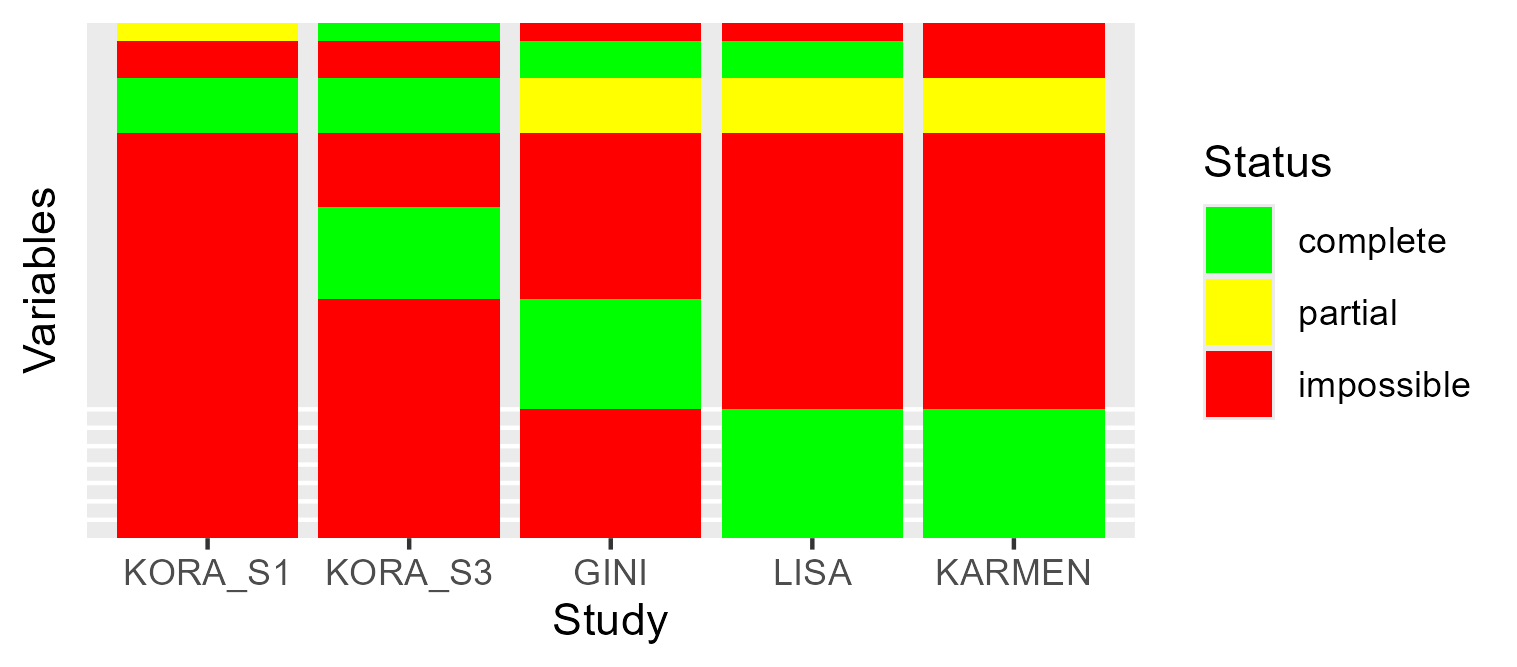 Variables
KORA_S1 KORA_S3 GINI LISA KARMEN
Study
Status
complete
partial
impossible